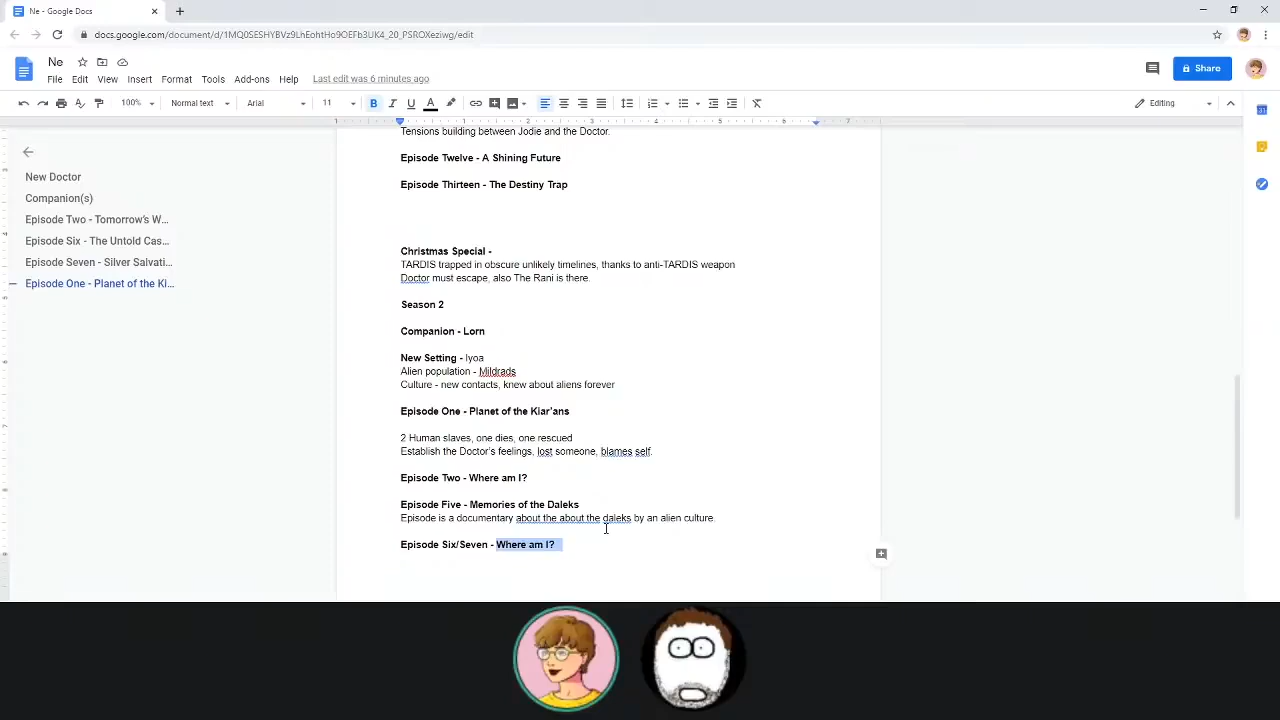 Ne - Google Docs
docs.google.com/document/d/1MQ0SESHYBVz9LhEohtHo9OEFb3UK4_20_PSROXeziwg/edit
Ne
File Edit View Insert Format Tools Add-ons Help Last edit was 6 minutes ago
Share
100% Normal text Arial 11 Editing
New Doctor
Companion(s)
Episode Two - Tomorrow's W...
Episode Six - The Untold Cas...
Episode Seven - Silver Salvati...
Episode One - Planet of the Ki...
Tensions building between Jodie and the Doctor.
Episode Twelve - A Shining Future
Episode Thirteen - The Destiny Trap
Christmas Special -
TARDIS trapped in obscure unlikely timelines, thanks to anti-TARDIS weapon
Doctor must escape, also The Rani is there.
Season 2
Companion - Lorn
New Setting - Iyoa
Alien population - Mildrads
Culture - new contacts, knew about aliens forever
Episode One - Planet of the Kiar'ans
2 Human slaves, one dies, one rescued
Establish the Doctor's feelings, lost someone, blames self.
Episode Two - Where am I?
Episode Five - Memories of the Daleks
Episode is a documentary about the about the daleks by an alien culture.
Episode Six/Seven - Where am I?